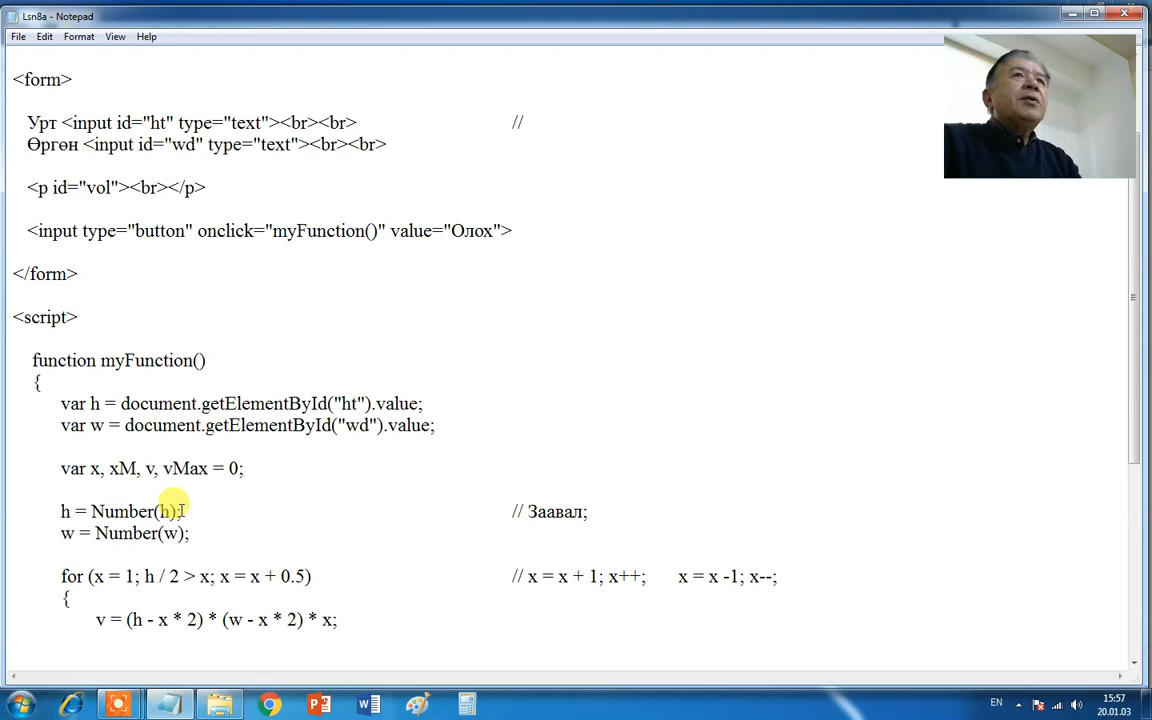 Lsn8a - Notepad
File Edit Format View Help
<form>
Урт <input id="ht" type="text"><br><br> //
Өргөн <input id="wd" type="text"><br><br>
<p id="vol"><br></p>
<input type="button" onclick="myFunction()" value="Олох">
</form>
<script>
function myFunction()
{
var h = document.getElementById("ht").value;
var w = document.getElementById("wd").value;
var x, xM, v, vMax = 0;
h = Number(h); // Заавал;
w = Number(w);
for (x = 1; h / 2 > x; x = x + 0.5) // x = x + 1; x++; x = x -1; x--;
{
v = (h - x * 2) * (w - x * 2) * x;
EN
15:57
20.01.03